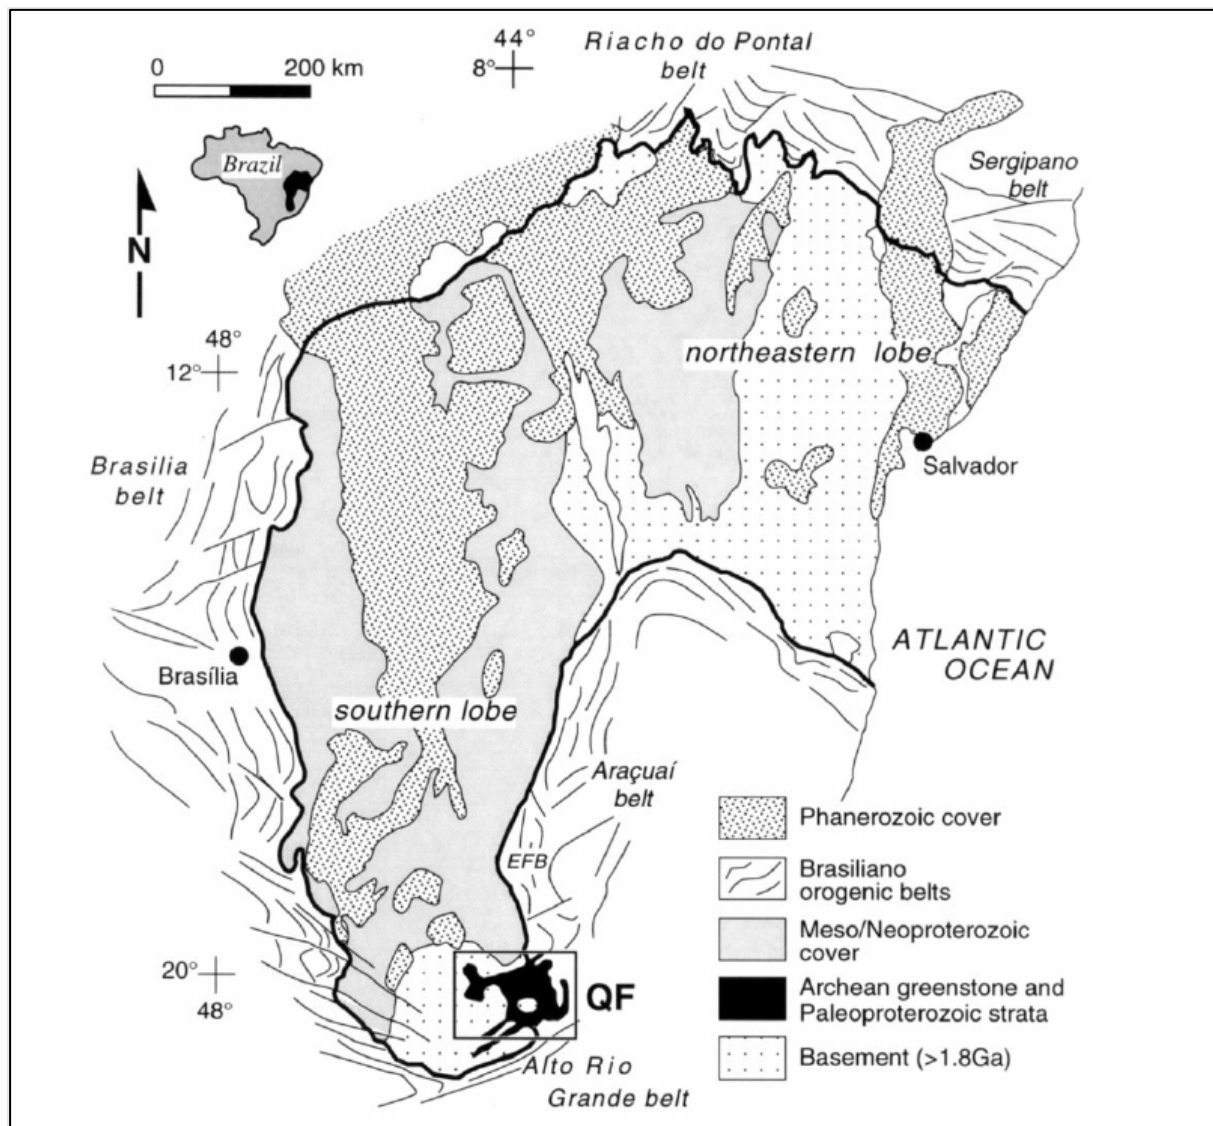 0 200 km
44°
8°
Riacho do Pontal
belt
Brazil
N
Sergipano
belt
48°
12°
northeastern lobe
Brasilia
belt
Salvador
ATLANTIC
OCEAN
Brasília
southern lobe
Araçuaí
belt
EFB
20°
48°
QF
Alto Rio
Grande belt
Phanerozoic cover
Brasiliano
orogenic belts
Meso/Neoproterozoic
cover
Archean greenstone and
Paleoproterozoic strata
Basement (>1.8Ga)